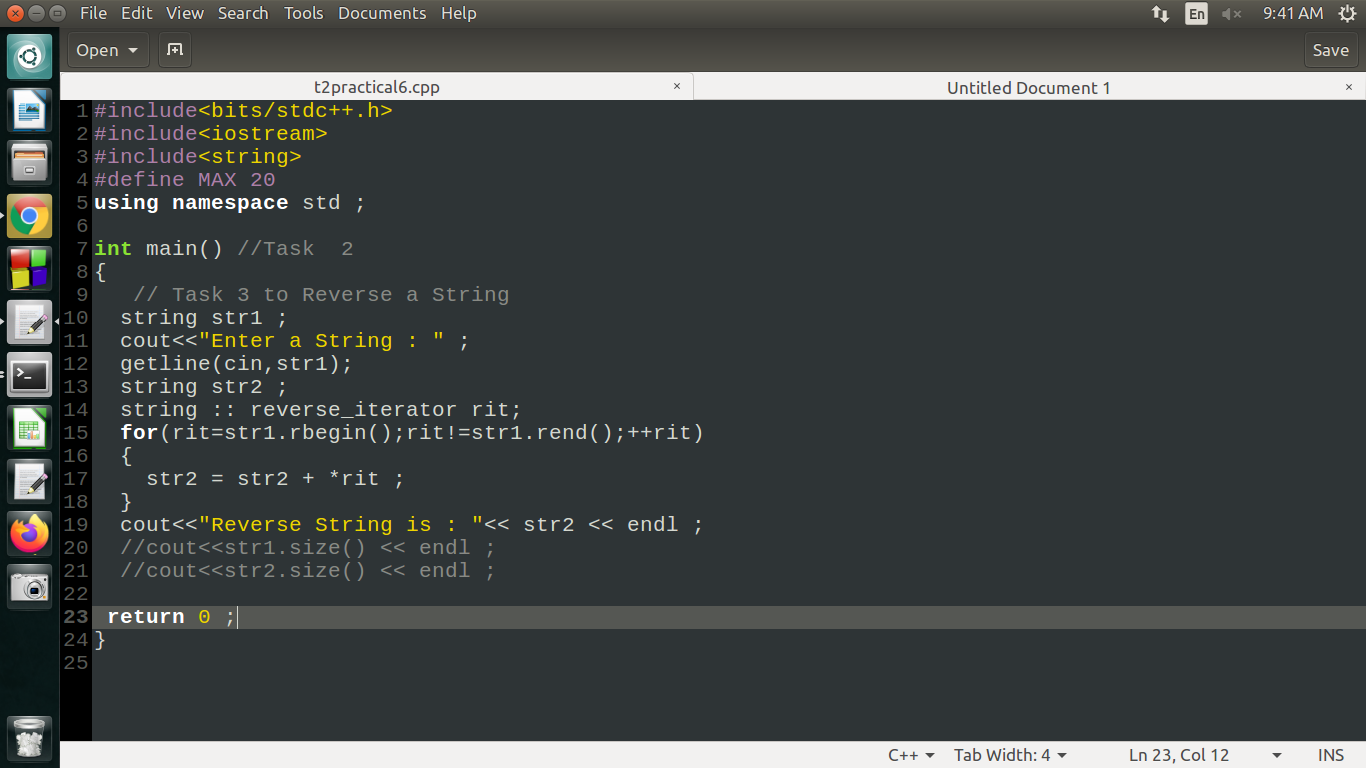 File Edit View Search Tools Documents Help En 9:41 AM
Open Save
t2practical6.cpp × Untitled Document 1 ×
1 #include<bits/stdc++.h>
2 #include<iostream>
3 #include<string>
4 #define MAX 20
5 using namespace std ;
6
7 int main() //Task  2
8 {
9    // Task 3 to Reverse a String
10   string str1 ;
11   cout<<"Enter a String : " ;
12   getline(cin,str1);
13   string str2 ;
14   string :: reverse_iterator rit;
15   for(rit=str1.rbegin();rit!=str1.rend();++rit)
16   {
17     str2 = str2 + *rit ;
18   }
19   cout<<"Reverse String is : "<< str2 << endl ;
20   //cout<<str1.size() << endl ;
21   //cout<<str2.size() << endl ;
22
23  return 0 ;
24 }
25
C++ Tab Width: 4 Ln 23, Col 12 INS